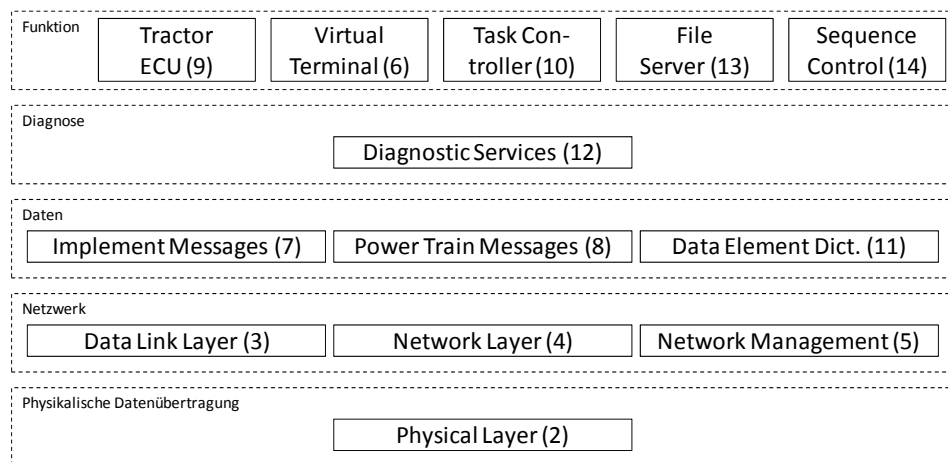 Funktion
Tractor
ECU (9)
Virtual
Terminal (6)
Task Con-
troller (10)
File
Server (13)
Sequence
Control (14)
Diagnose
Diagnostic Services (12)
Daten
Implement Messages (7)
Power Train Messages (8)
Data Element Dict. (11)
Netzwerk
Data Link Layer (3)
Network Layer (4)
Network Management (5)
Physikalische Datenübertragung
Physical Layer (2)